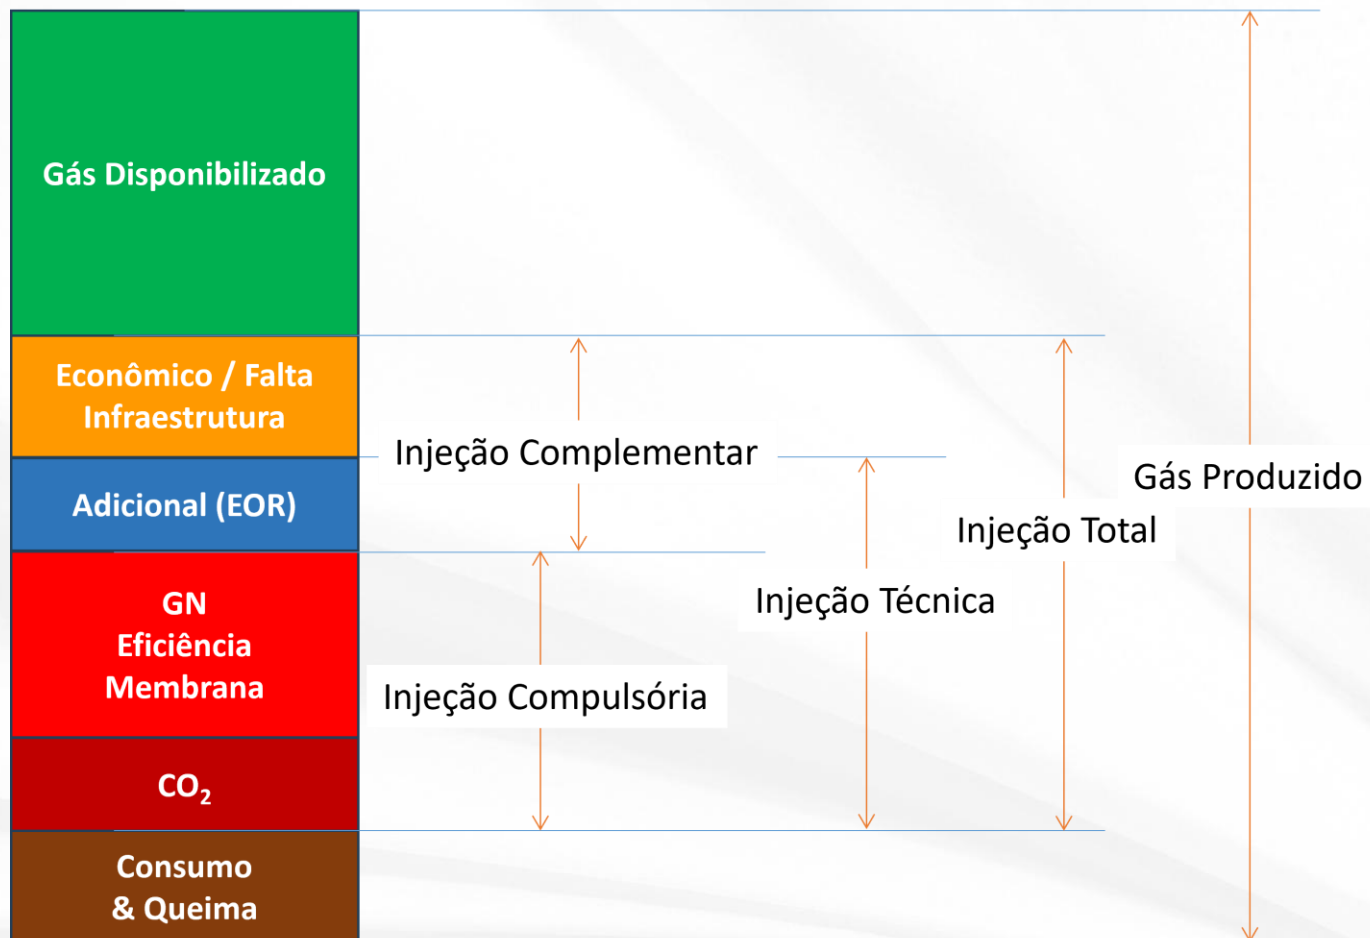 Gás Disponibilizado
Econômico / Falta
Infraestrutura
Adicional (EOR)
GN
Eficiência
Membrana
CO₂
Consumo
& Queima
Injeção Complementar
Injeção Compulsória
Injeção Técnica
Injeção Total
Gás Produzido